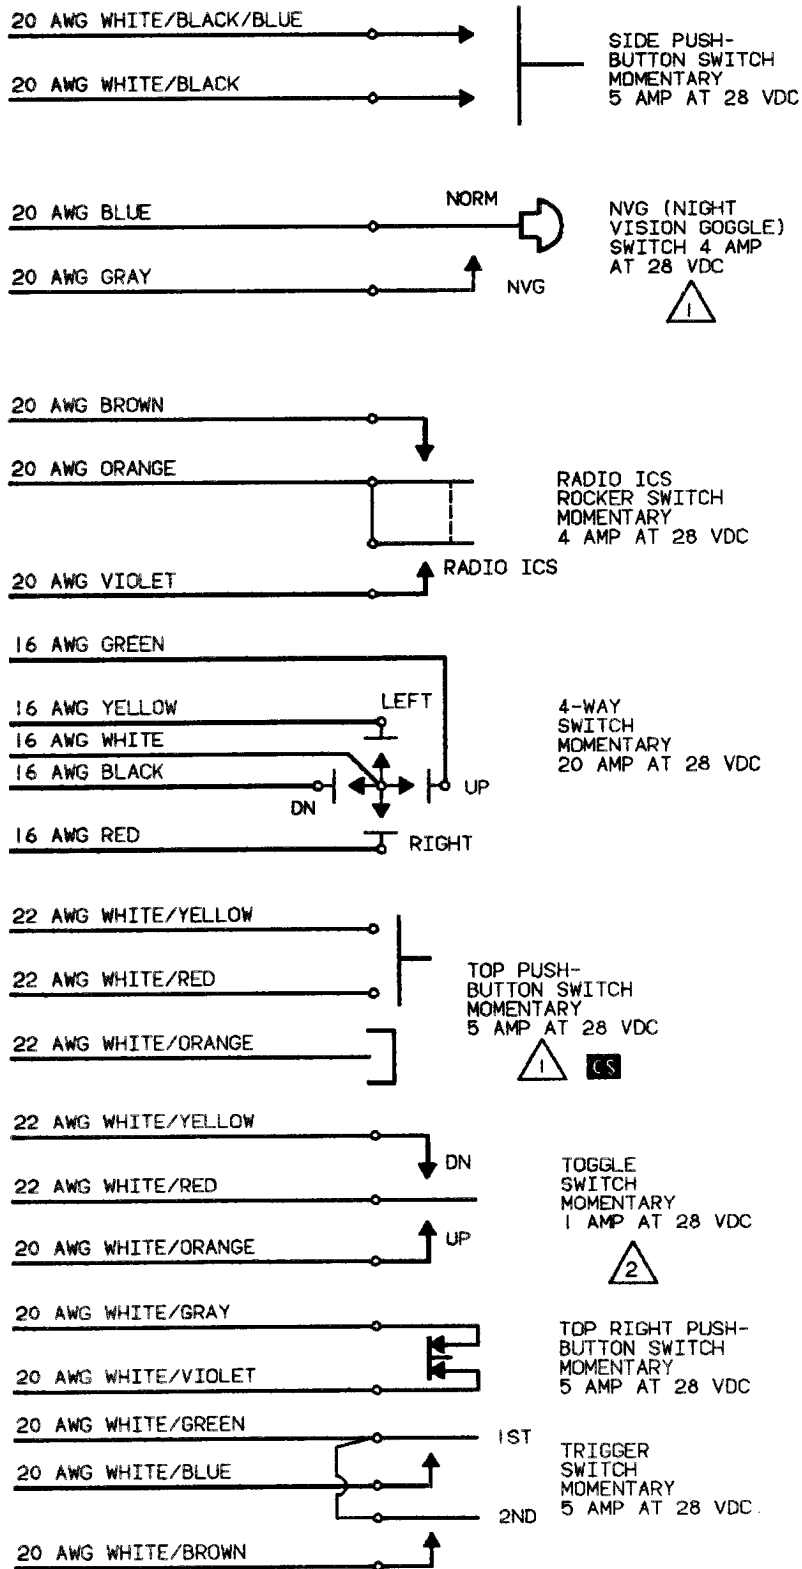 20 AWG WHITE/BLACK/BLUE
20 AWG WHITE/BLACK
SIDE PUSH-
BUTTON SWITCH
MOMENTARY
5 AMP AT 28 VDC
20 AWG BLUE
NORM
20 AWG GRAY
NVG
NVG (NIGHT
VISION GOGGLE)
SWITCH 4 AMP
AT 28 VDC
1
20 AWG BROWN
20 AWG ORANGE
20 AWG VIOLET
RADIO ICS
RADIO ICS
ROCKER SWITCH
MOMENTARY
4 AMP AT 28 VDC
16 AWG GREEN
16 AWG YELLOW
LEFT
16 AWG WHITE
16 AWG BLACK
DN
UP
16 AWG RED
RIGHT
4-WAY
SWITCH
MOMENTARY
20 AMP AT 28 VDC
22 AWG WHITE/YELLOW
22 AWG WHITE/RED
22 AWG WHITE/ORANGE
TOP PUSH-
BUTTON SWITCH
MOMENTARY
5 AMP AT 28 VDC
1 CS
22 AWG WHITE/YELLOW
DN
22 AWG WHITE/RED
20 AWG WHITE/ORANGE
UP
TOGGLE
SWITCH
MOMENTARY
1 AMP AT 28 VDC
2
20 AWG WHITE/GRAY
20 AWG WHITE/VIOLET
TOP RIGHT PUSH-
BUTTON SWITCH
MOMENTARY
5 AMP AT 28 VDC
20 AWG WHITE/GREEN
1ST
20 AWG WHITE/BLUE
2ND
20 AWG WHITE/BROWN
TRIGGER
SWITCH
MOMENTARY
5 AMP AT 28 VDC.